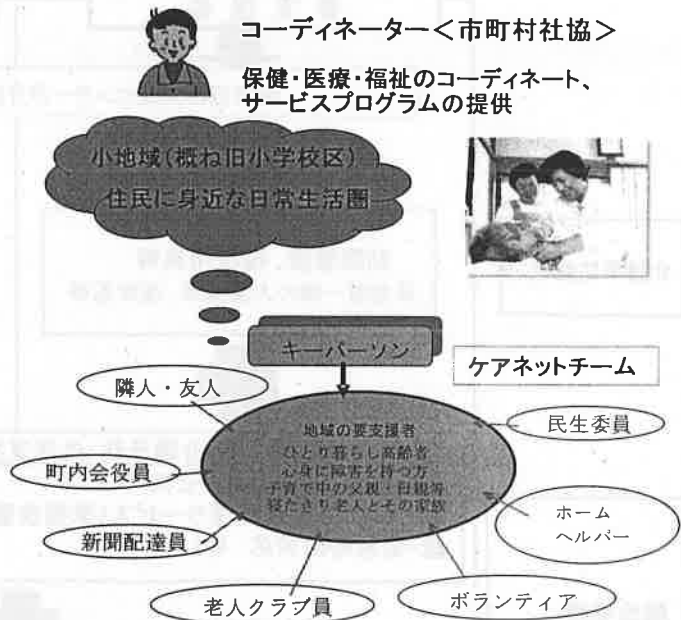 コーディネーター＜市町村社協＞
保健・医療・福祉のコーディネート、
サービスプログラムの提供
小地域(概ね旧小学校区)
住民に身近な日常生活圏
キーパーソン
ケアネットチーム
隣人・友人
民生委員
地域の要支援者
ひとり暮らし高齢者
心身に障害を持つ方
子育て中の父親・母親等
寝たきり老人とその家族
町内会役員
ホーム
ヘルパー
新聞配達員
老人クラブ員
ボランティア